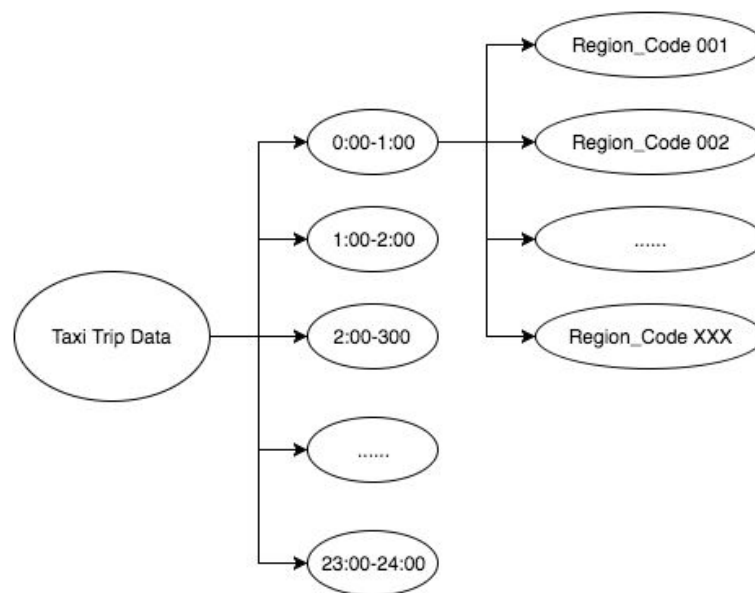 Region_Code 001
0:00-1:00
Region_Code 002
1:00-2:00
......
Taxi Trip Data
2:00-300
Region_Code XXX
......
23:00-24:00